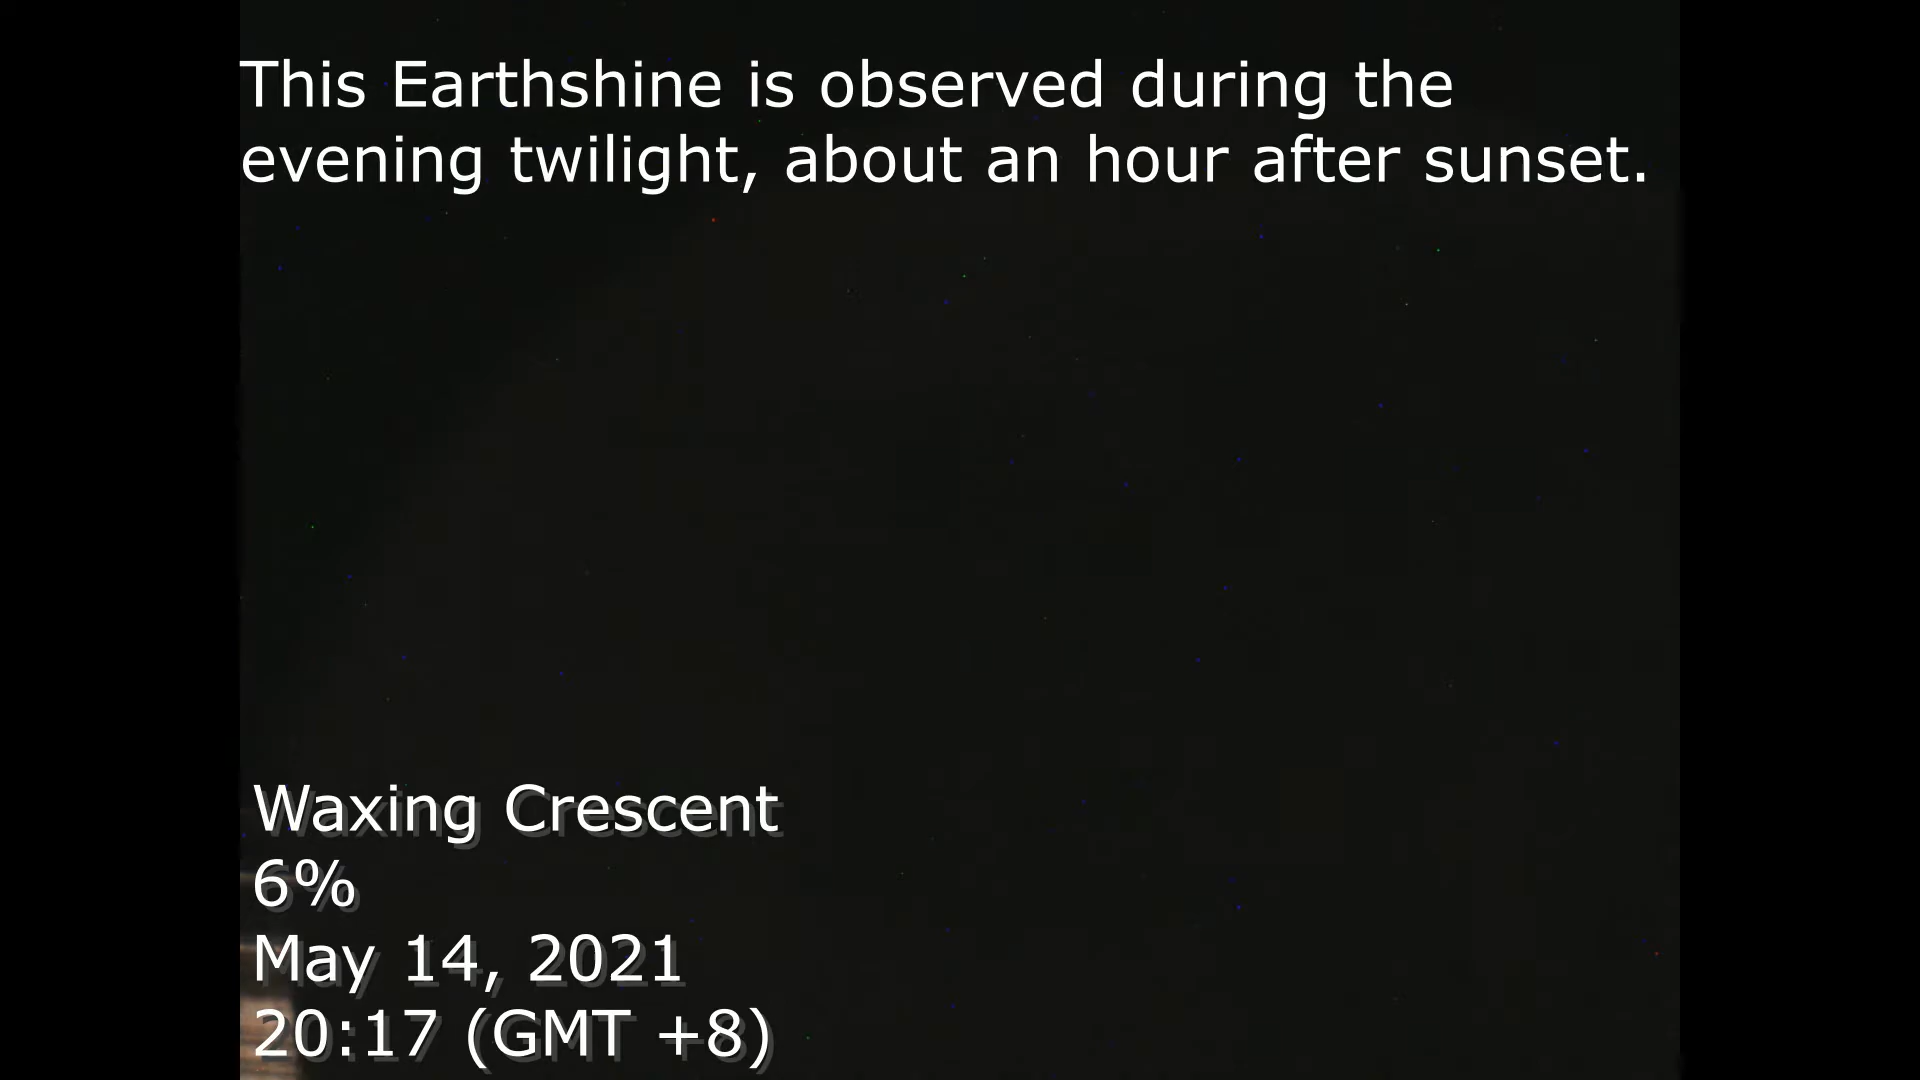 This Earthshine is observed during the
evening twilight, about an hour after sunset.
Waxing Crescent
6%
May 14, 2021
20:17 (GMT +8)